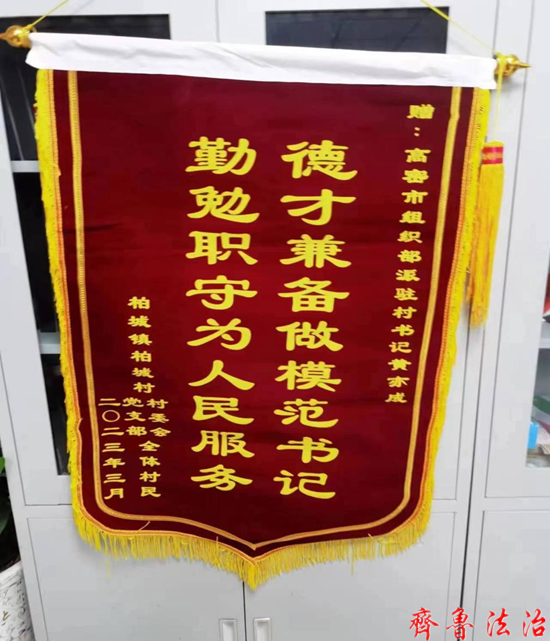 赠：高密市组织部派驻村书记黄亦成
德才兼备做模范书记
勤勉职守为人民服务
柏城镇柏城村
村委会
党支部
全体村民
二〇二三年三月
齊魯法治